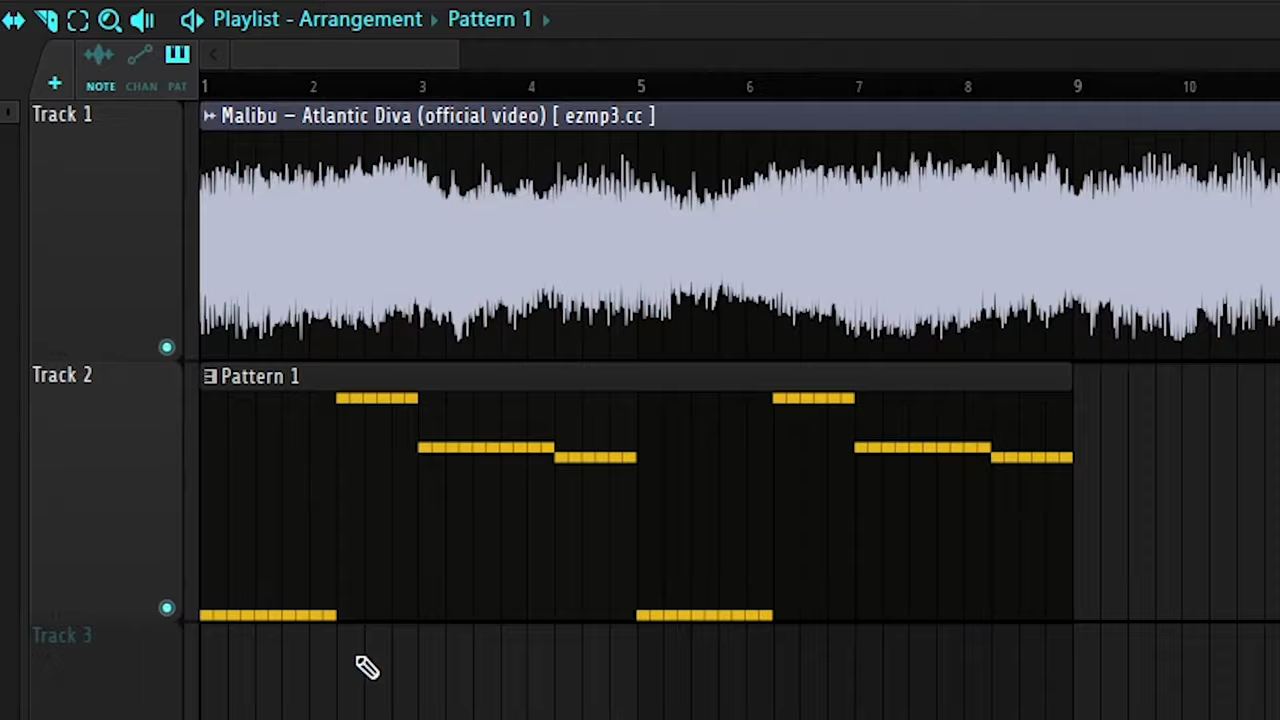 Playlist - Arrangement ▸ Pattern 1 ▸
NOTE CHAN PAT
1 2 3 4 5 6 7 8 9 10
Track 1
Malibu – Atlantic Diva (official video) [ ezmp3.cc ]
Track 2
Pattern 1
Track 3